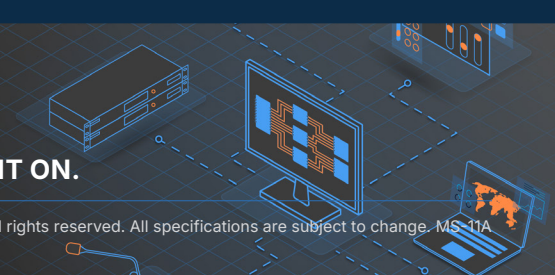 IT ON.
rights reserved. All specifications are subject to change. MS-11A